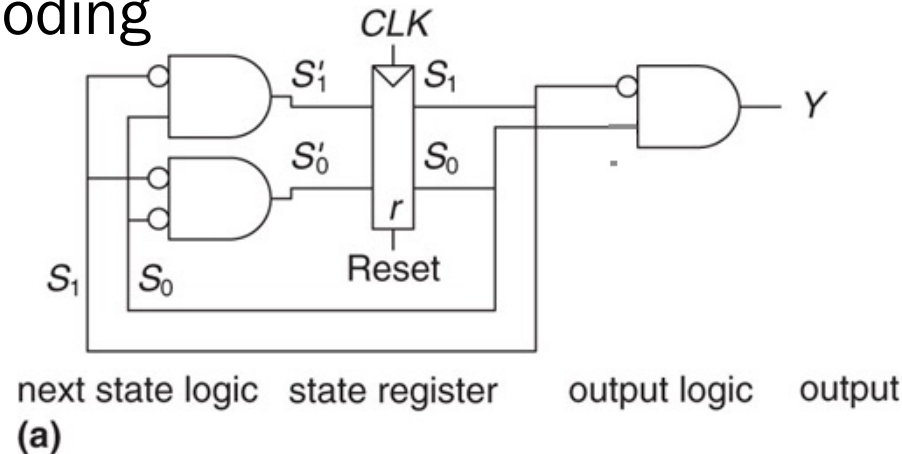 oding
CLK
S′1 S1
S′0 S0
Y
r
Reset
S1 S0
next state logic state register output logic output
(a)